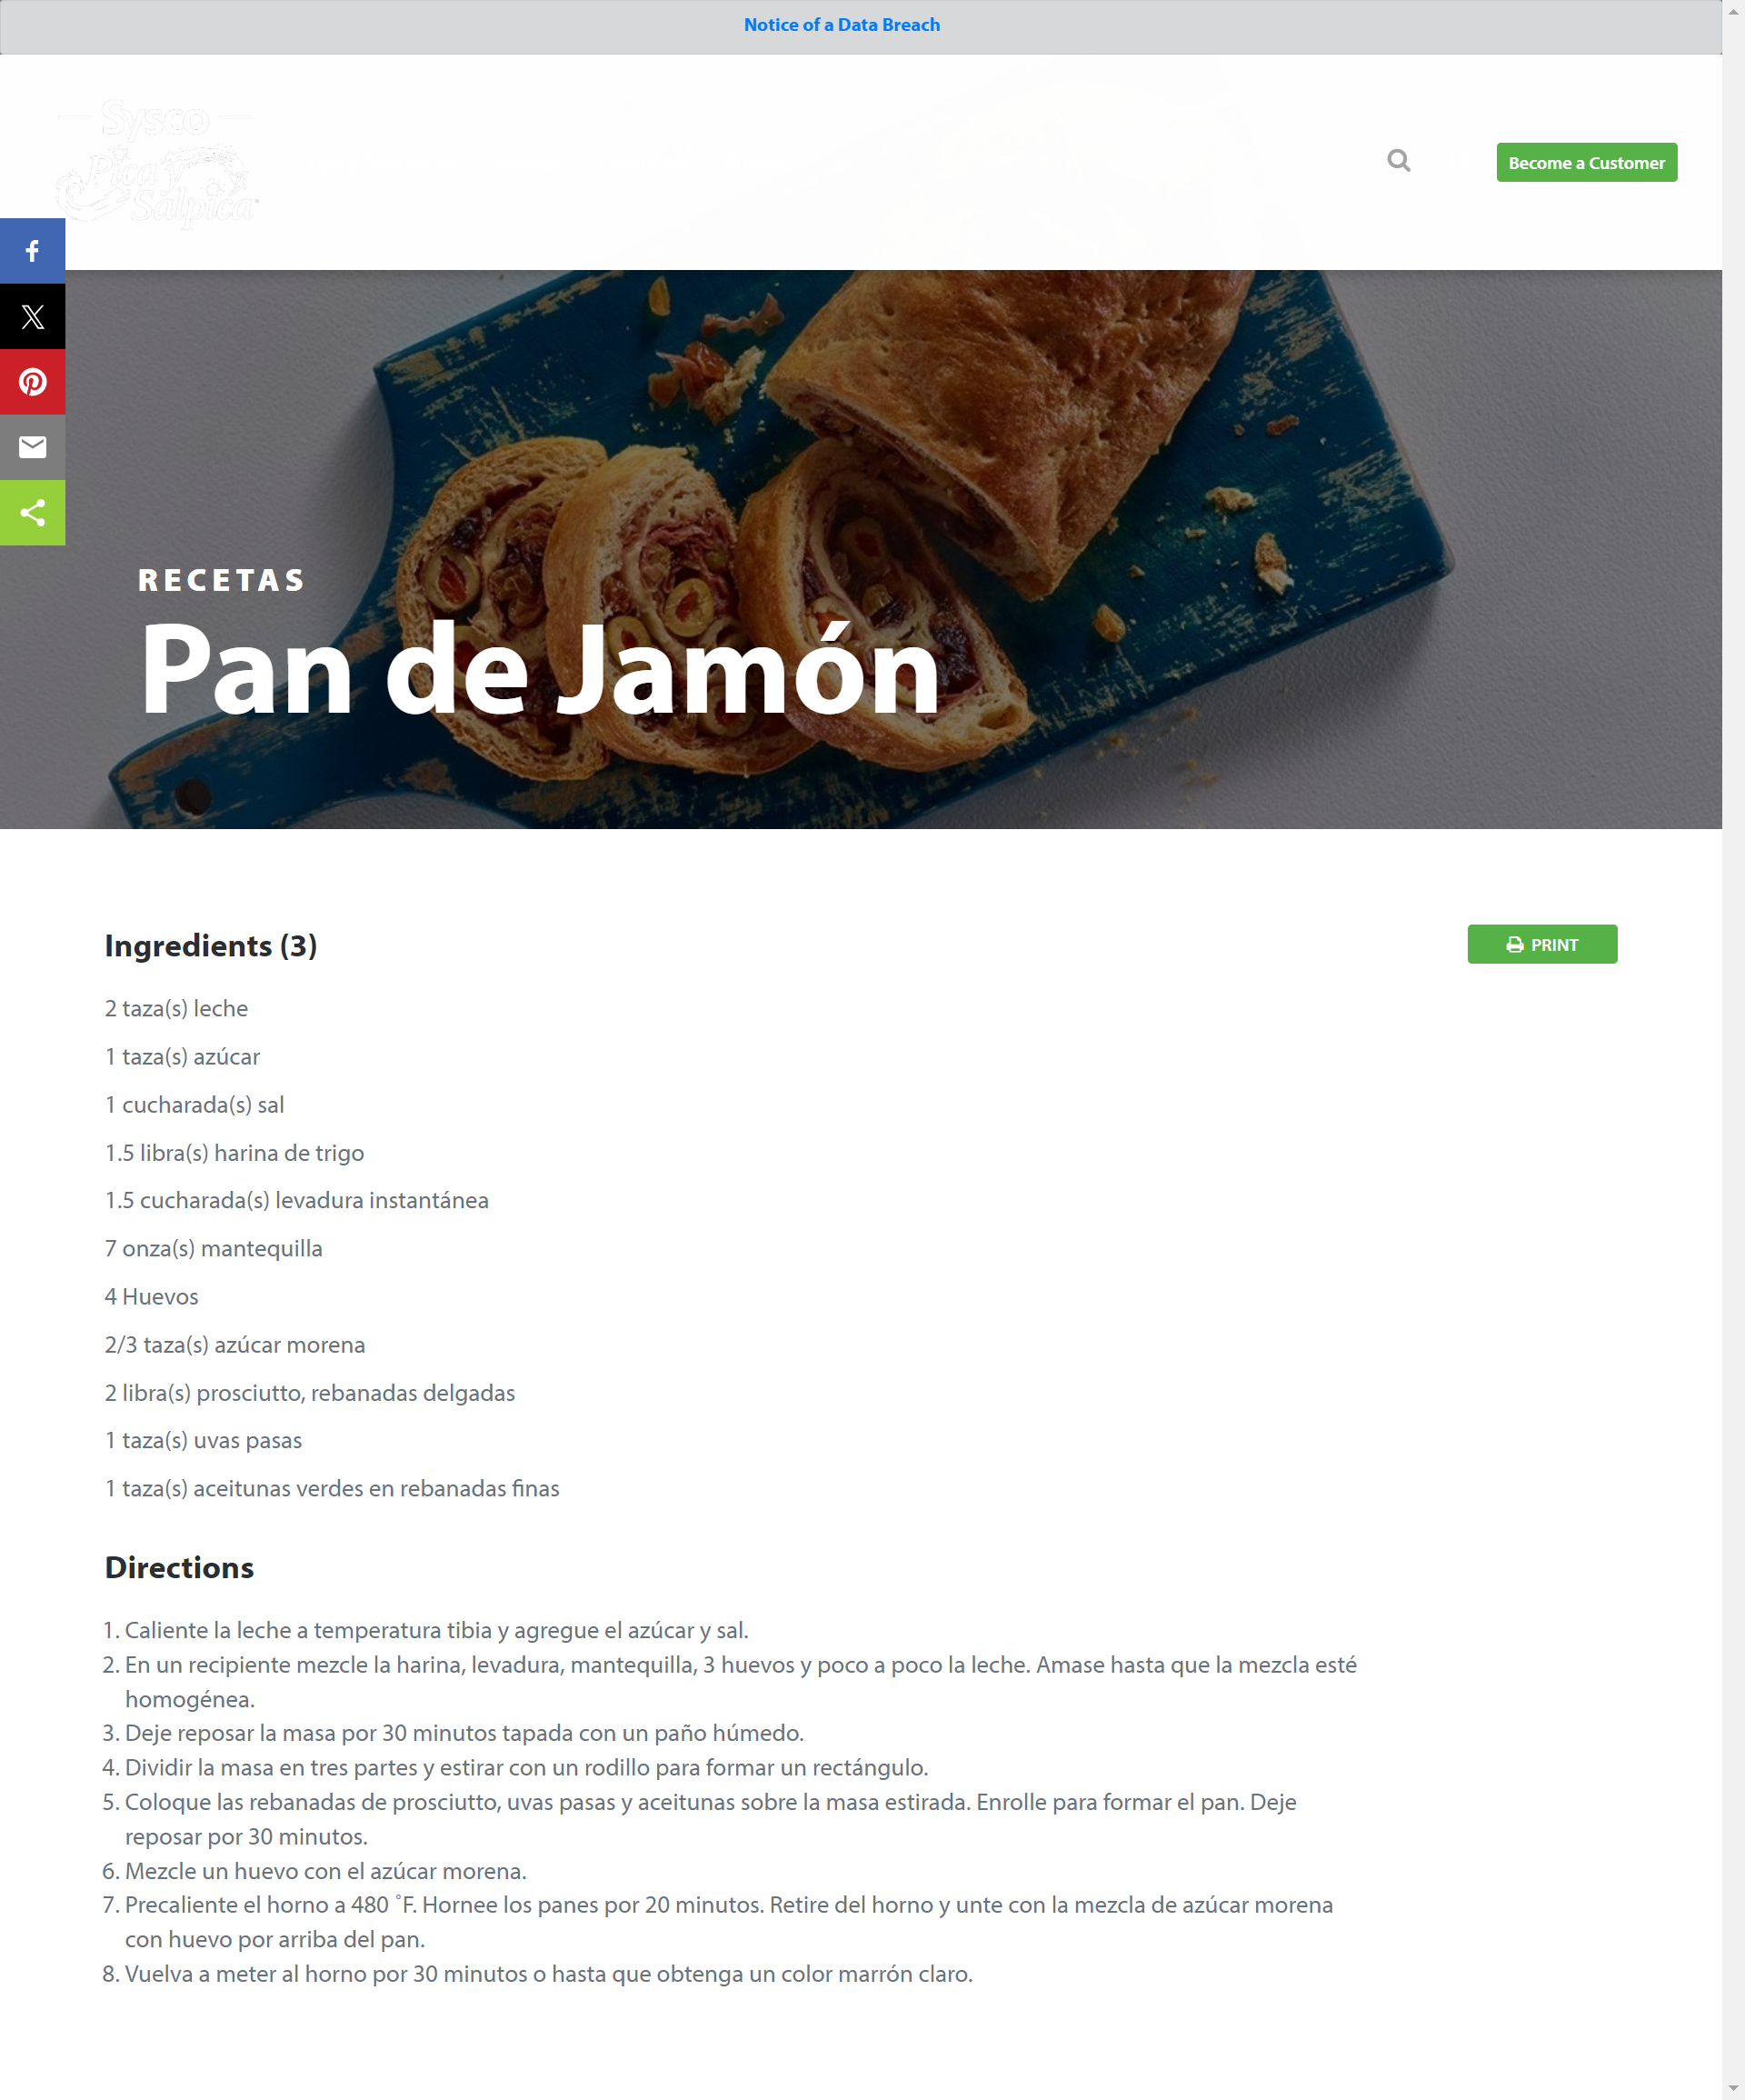 Notice of a Data Breach
Sysco
Pica y
Salpica
Become a Customer
RECETAS
Pan de Jamón
Ingredients (3)
PRINT
2 taza(s) leche
1 taza(s) azúcar
1 cucharada(s) sal
1.5 libra(s) harina de trigo
1.5 cucharada(s) levadura instantánea
7 onza(s) mantequilla
4 Huevos
2/3 taza(s) azúcar morena
2 libra(s) prosciutto, rebanadas delgadas
1 taza(s) uvas pasas
1 taza(s) aceitunas verdes en rebanadas finas
Directions
1. Caliente la leche a temperatura tibia y agregue el azúcar y sal.
2. En un recipiente mezcle la harina, levadura, mantequilla, 3 huevos y poco a poco la leche. Amase hasta que la mezcla esté
homogénea.
3. Deje reposar la masa por 30 minutos tapada con un paño húmedo.
4. Dividir la masa en tres partes y estirar con un rodillo para formar un rectángulo.
5. Coloque las rebanadas de prosciutto, uvas pasas y aceitunas sobre la masa estirada. Enrolle para formar el pan. Deje
reposar por 30 minutos.
6. Mezcle un huevo con el azúcar morena.
7. Precaliente el horno a 480 ˚F. Hornee los panes por 20 minutos. Retire del horno y unte con la mezcla de azúcar morena
con huevo por arriba del pan.
8. Vuelva a meter al horno por 30 minutos o hasta que obtenga un color marrón claro.